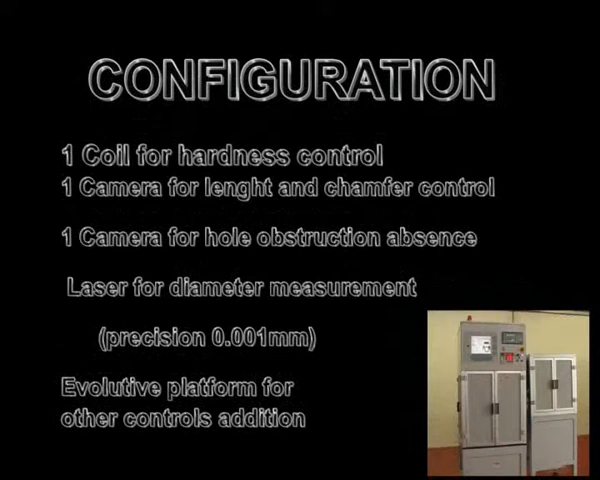 CONFIGURATION
1 Coil for hardness control
1 Camera for lenght and chamfer control
1 Camera for hole obstruction absence
Laser for diameter measurement
(precision 0.001mm)
Evolutive platform for
other controls addition